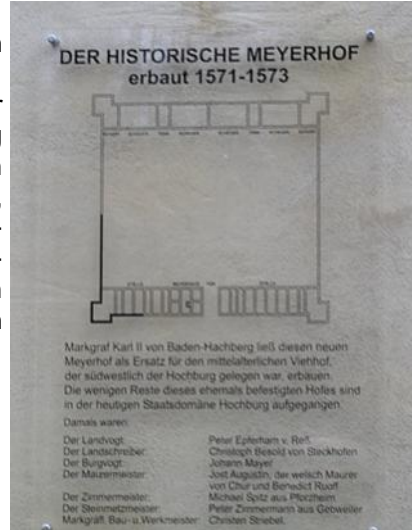 DER HISTORISCHE MEYERHOF
erbaut 1571-1573
STÄLLE
TOR
STÄLLE
Markgraf Karl II von Baden-Hachberg ließ diesen neuen
Meyerhof als Ersatz für den mittelalterlichen Viehhof,
der südwestlich der Hochburg gelegen war, erbauen.
Die wenigen Reste dieses ehemals befestigten Hofes sind
in der heutigen Staatsdomäne Hochburg aufgegangen.
Damals waren:
Der Landvogt: Peter Epferham v.
Der Landschreiber: Christoph Besold von Steckhofen
Der Burgvogt: Johann Mayer
Der Maurermeister: Jost Augustin, der welsch Maurer
von Chur und Benedict Ruoff
Der Zimmermeister: Michael Spitz aus Pforzheim
Der Steinmetzmeister: Peter Zimmermann aus Gebweiler
Markgräfl. Bau- u. Werkmeister: Christen Striebel